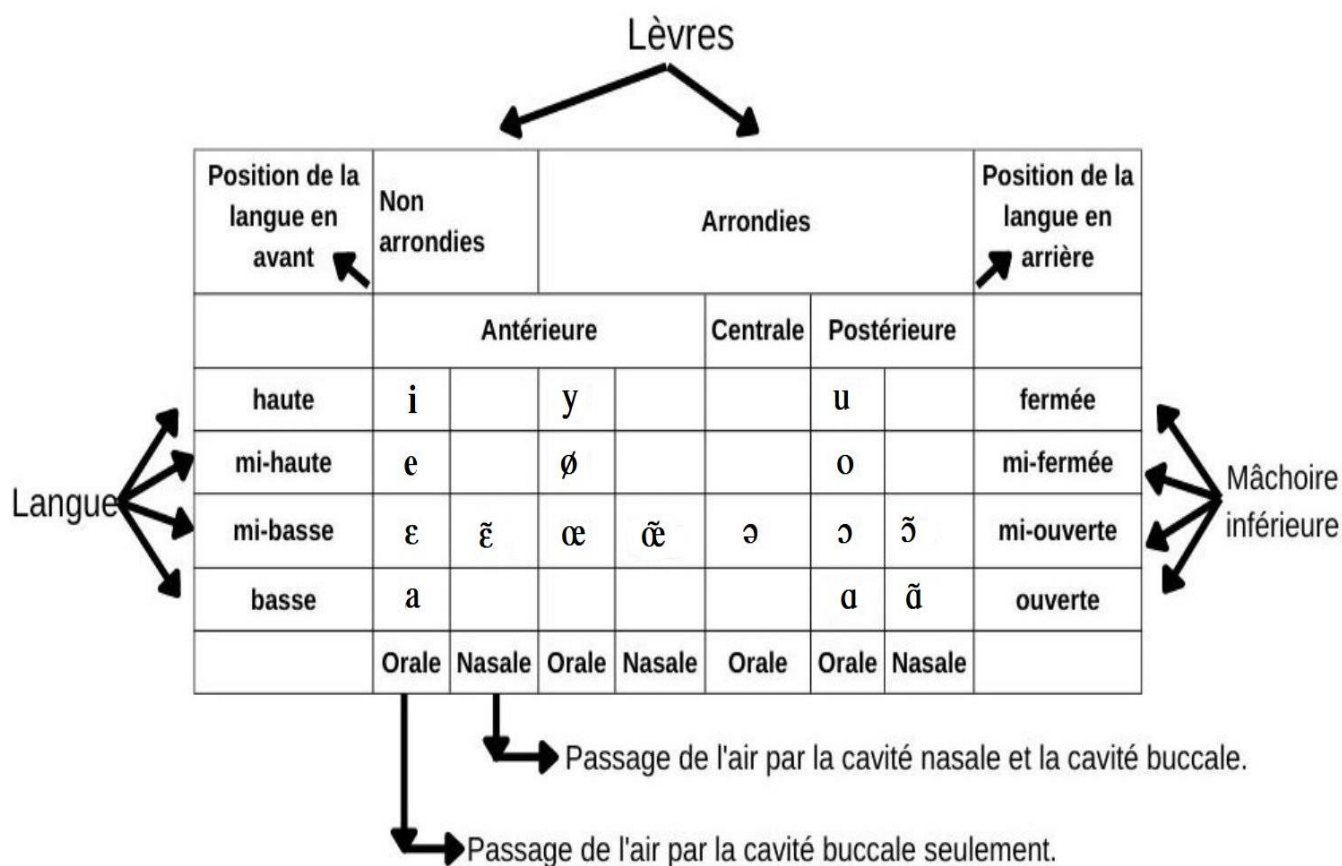 Lèvres
Position de la
langue en
avant
Non
arrondies
Arrondies
Position de la
langue en
arrière
Antérieure Centrale Postérieure
haute i y u fermée
mi-haute e ø o mi-fermée
mi-basse ɛ ɛ̃ œ œ̃ ə ɔ ɔ̃ mi-ouverte
basse a ɑ ɑ̃ ouverte
Langue
Mâchoire
inférieure
Orale Nasale Orale Nasale Orale Orale Nasale
Passage de l'air par la cavité nasale et la cavité buccale.
Passage de l'air par la cavité buccale seulement.